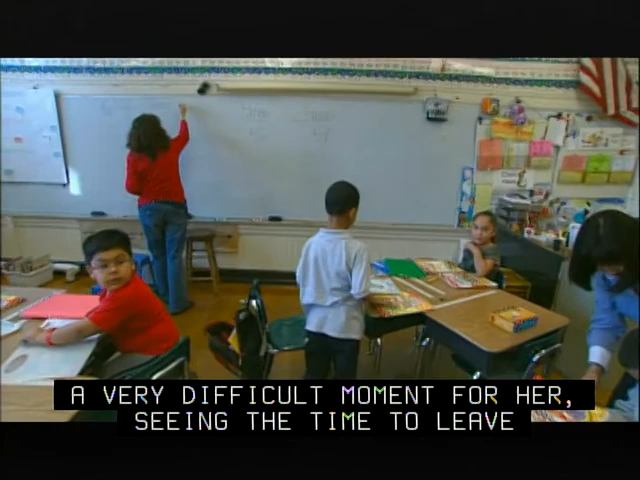 A VERY DIFFICULT MOMENT FOR HER,
SEEING THE TIME TO LEAVE